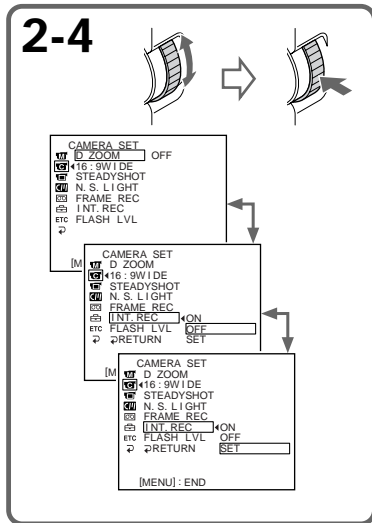 2-4
CAMERA SET
D ZOOM OFF
16:9WIDE
STEADYSHOT
N. S. LIGHT
FRAME REC
INT. REC
ETC FLASH LVL
[M
CAMERA SET
D ZOOM
16:9WIDE
STEADYSHOT
N. S. LIGHT
FRAME REC
INT. REC ON
ETC FLASH LVL OFF
RETURN SET
[M
CAMERA SET
D ZOOM
16:9WIDE
STEADYSHOT
N. S. LIGHT
FRAME REC
INT. REC ON
ETC FLASH LVL OFF
RETURN SET
[MENU] : END